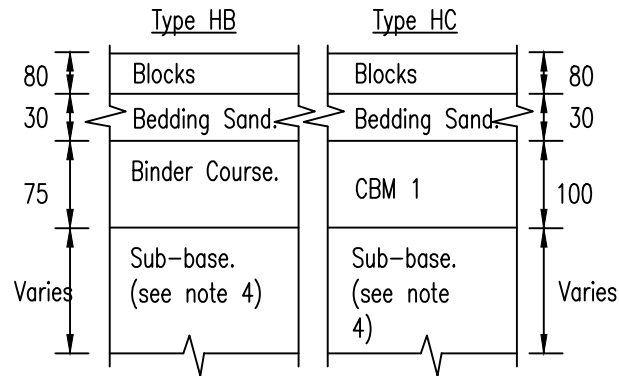 Type HB
Type HC
80
Blocks
Blocks
80
30
Bedding Sand.
Bedding Sand.
30
75
Binder Course.
CBM 1
100
Varies
Sub-base.
(see note 4)
Sub-base.
(see note
4)
Varies